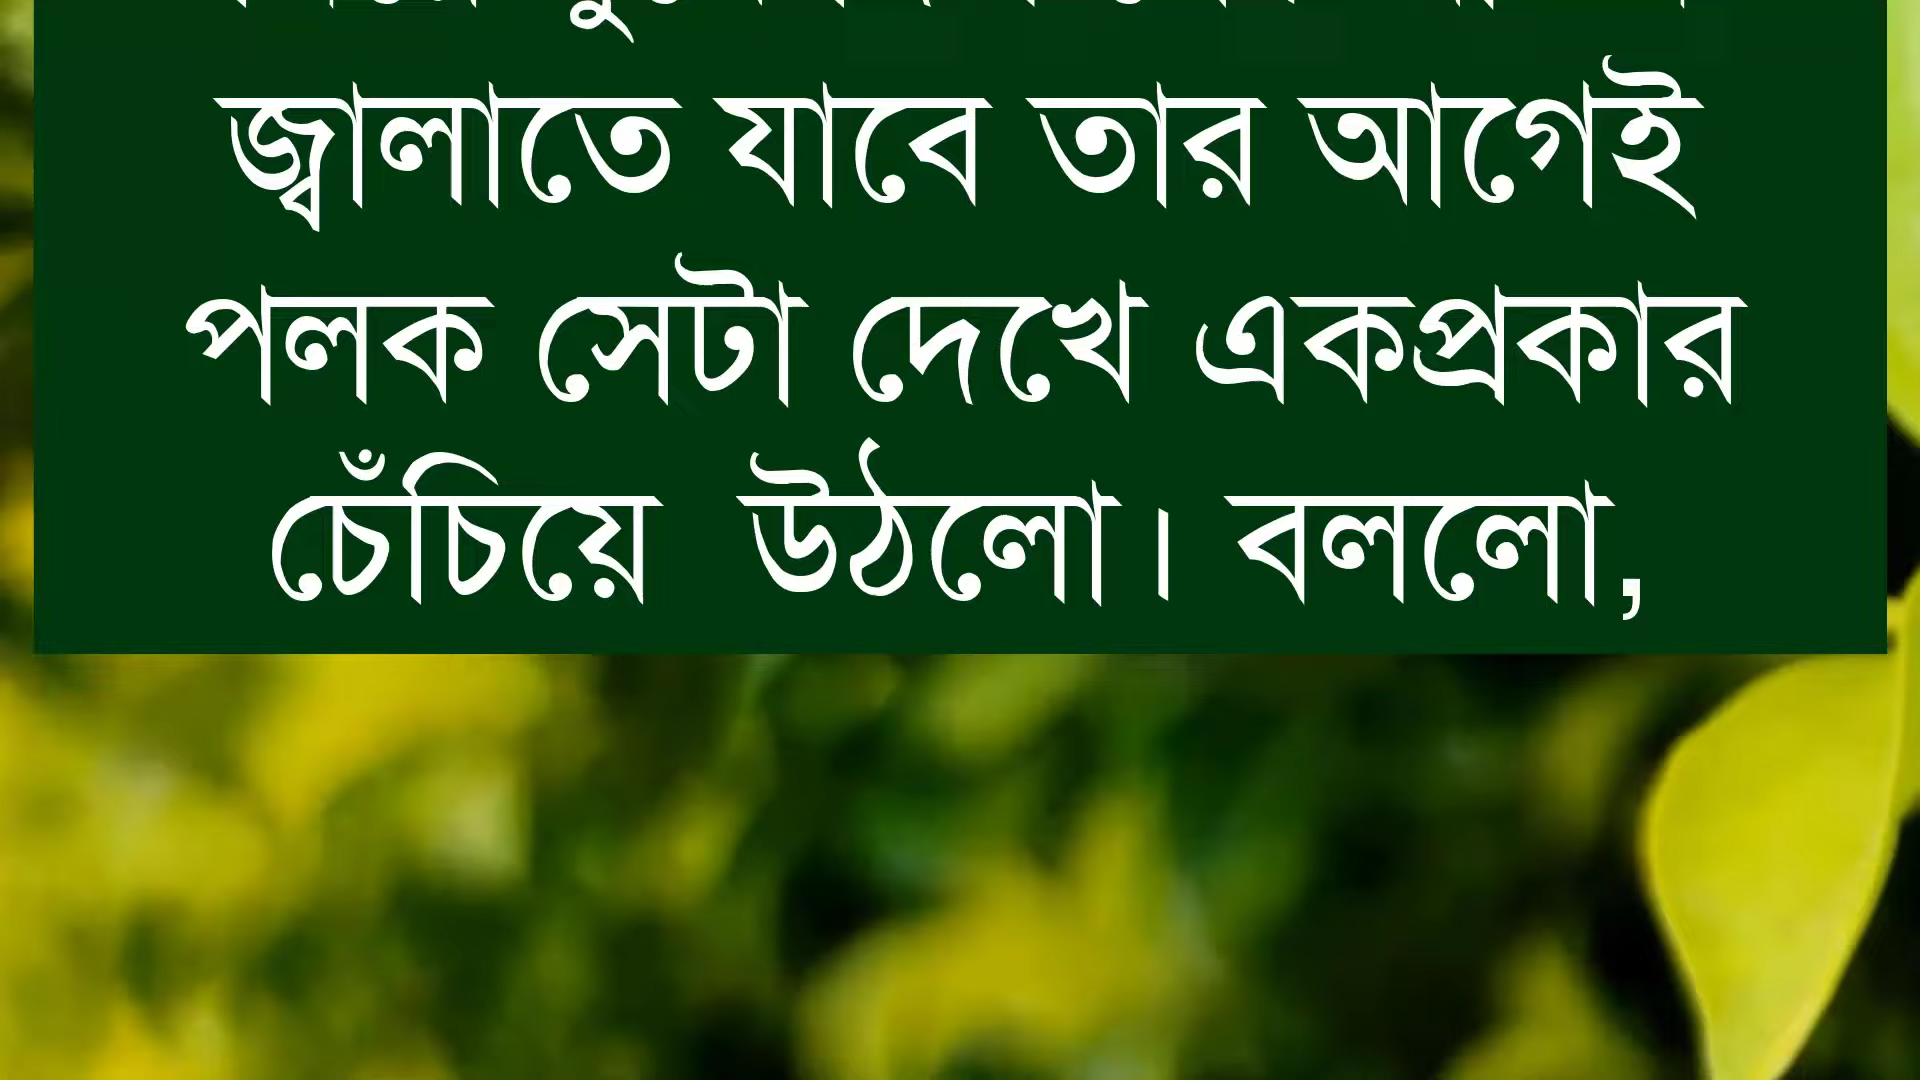 জ্বালাতে যাবে তার আগেই
পলক সেটা দেখে একপ্রকার
চেঁচিয়ে  উঠলো। বললো,